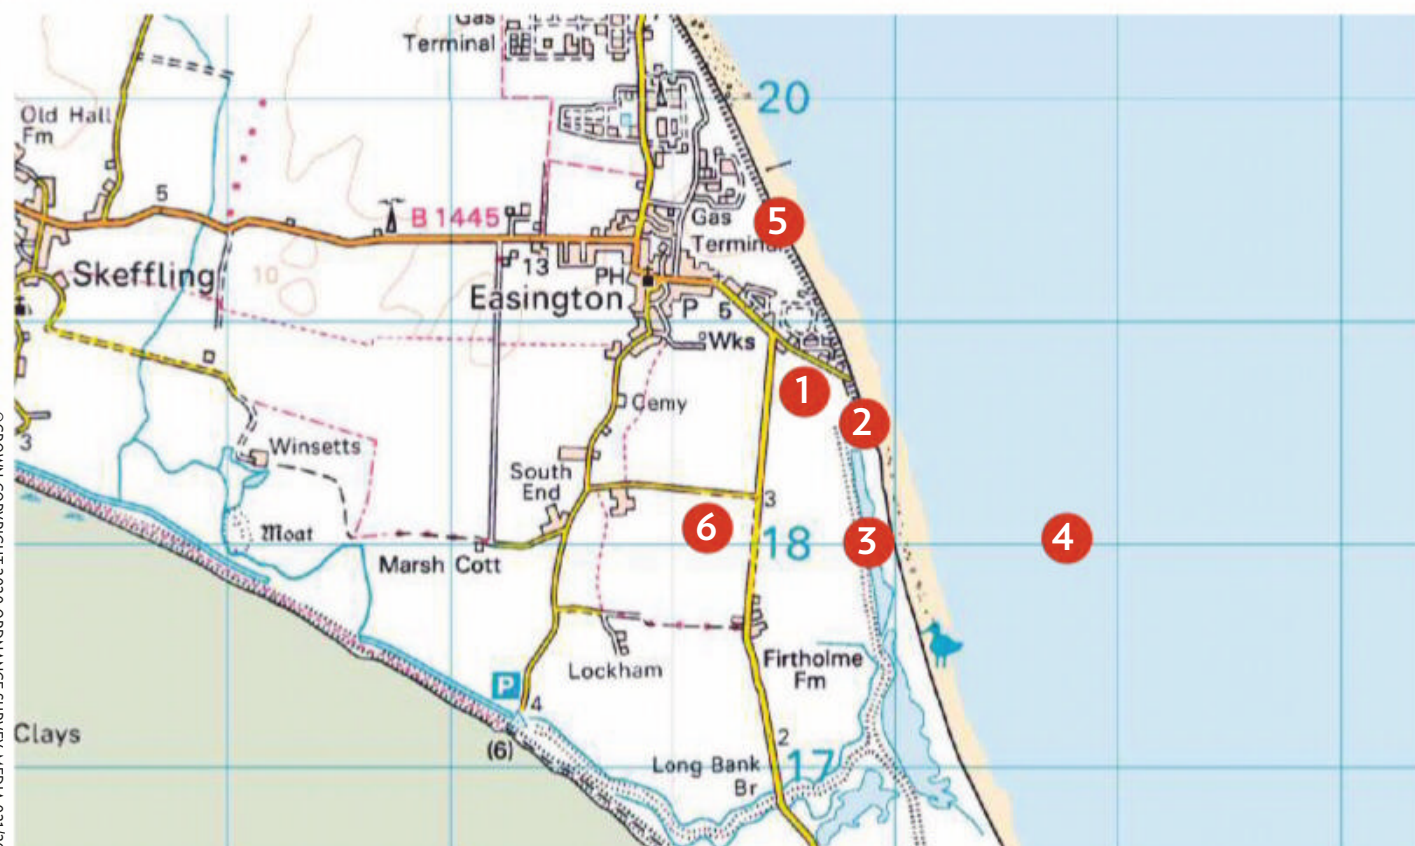 Gas
Terminal
20
Old Hall
Fm
5
B 1445
Gas
Terminal
5
Skeffling
10
13
PH
Easington
P
5
Wks
1
2
Cemy
3
Winsetts
South
End
3
6
18
3
4
Moat
Marsh Cott
Firtholme
Fm
Lockham
P
4
Clays
(6)
2
17
Long Bank
Br